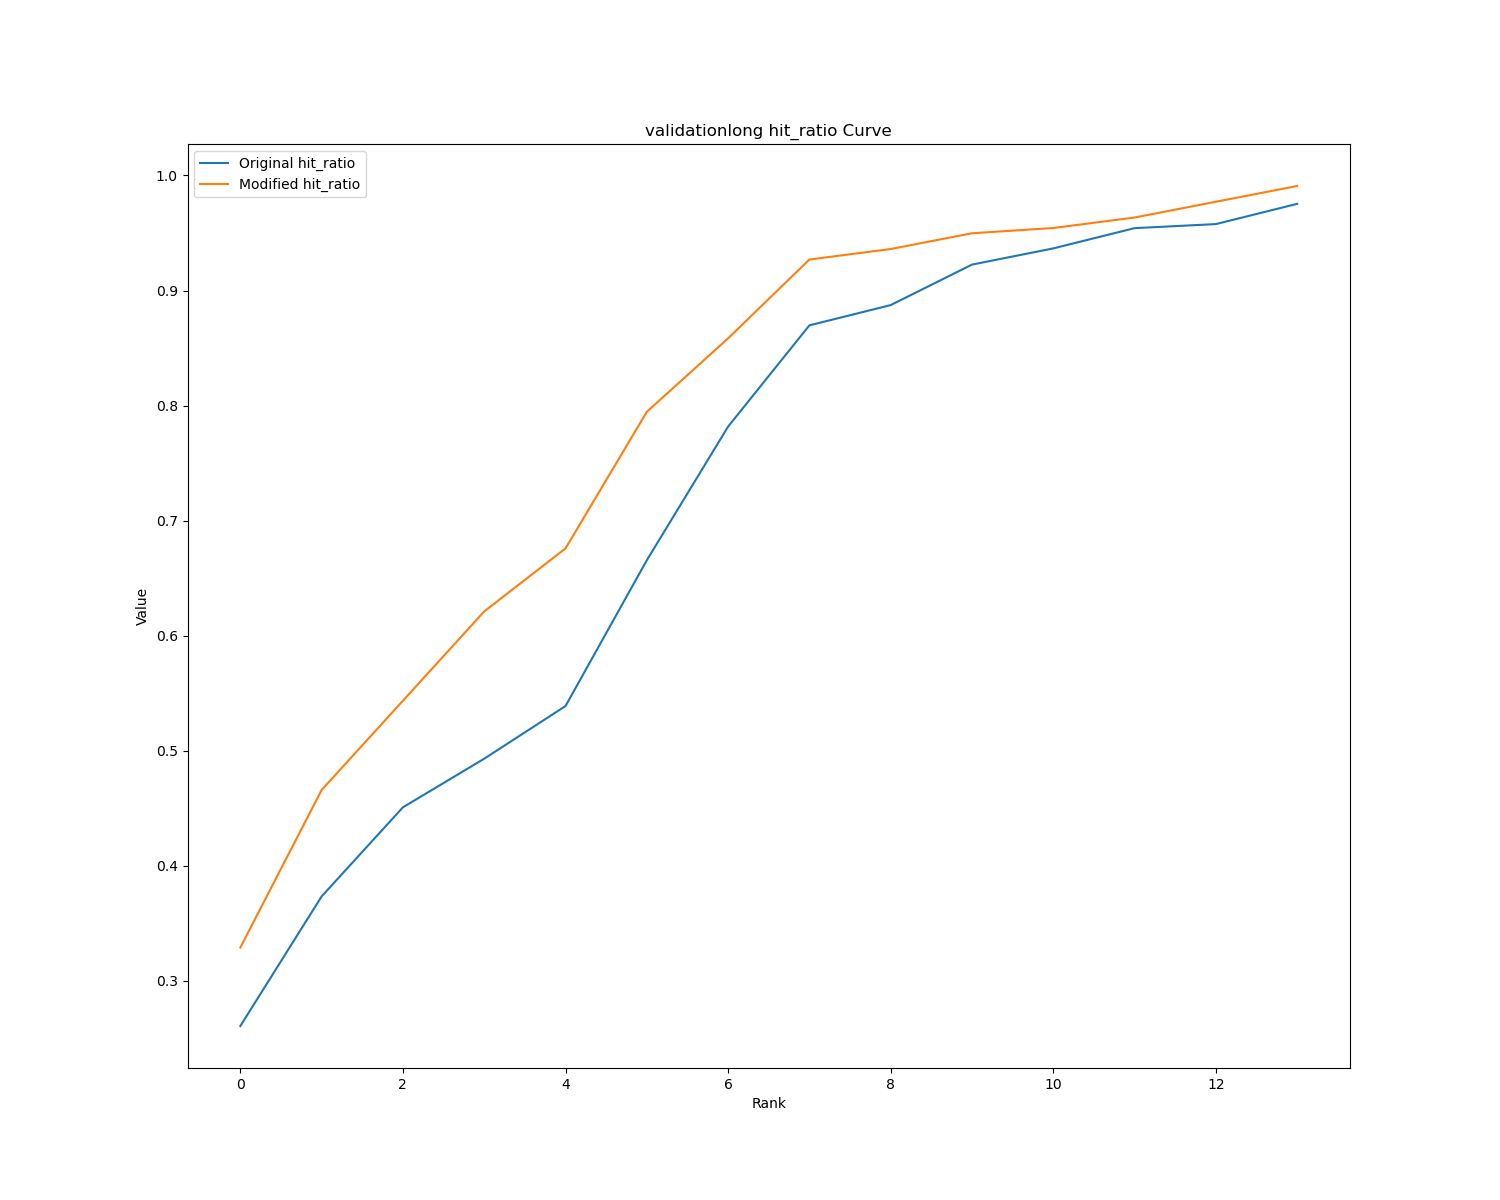 validationlong hit_ratio Curve
Original hit_ratio
Modified hit_ratio
1.0
0.9
0.8
0.7
0.6
0.5
0.4
0.3
Value
0 2 4 6 8 10 12
Rank